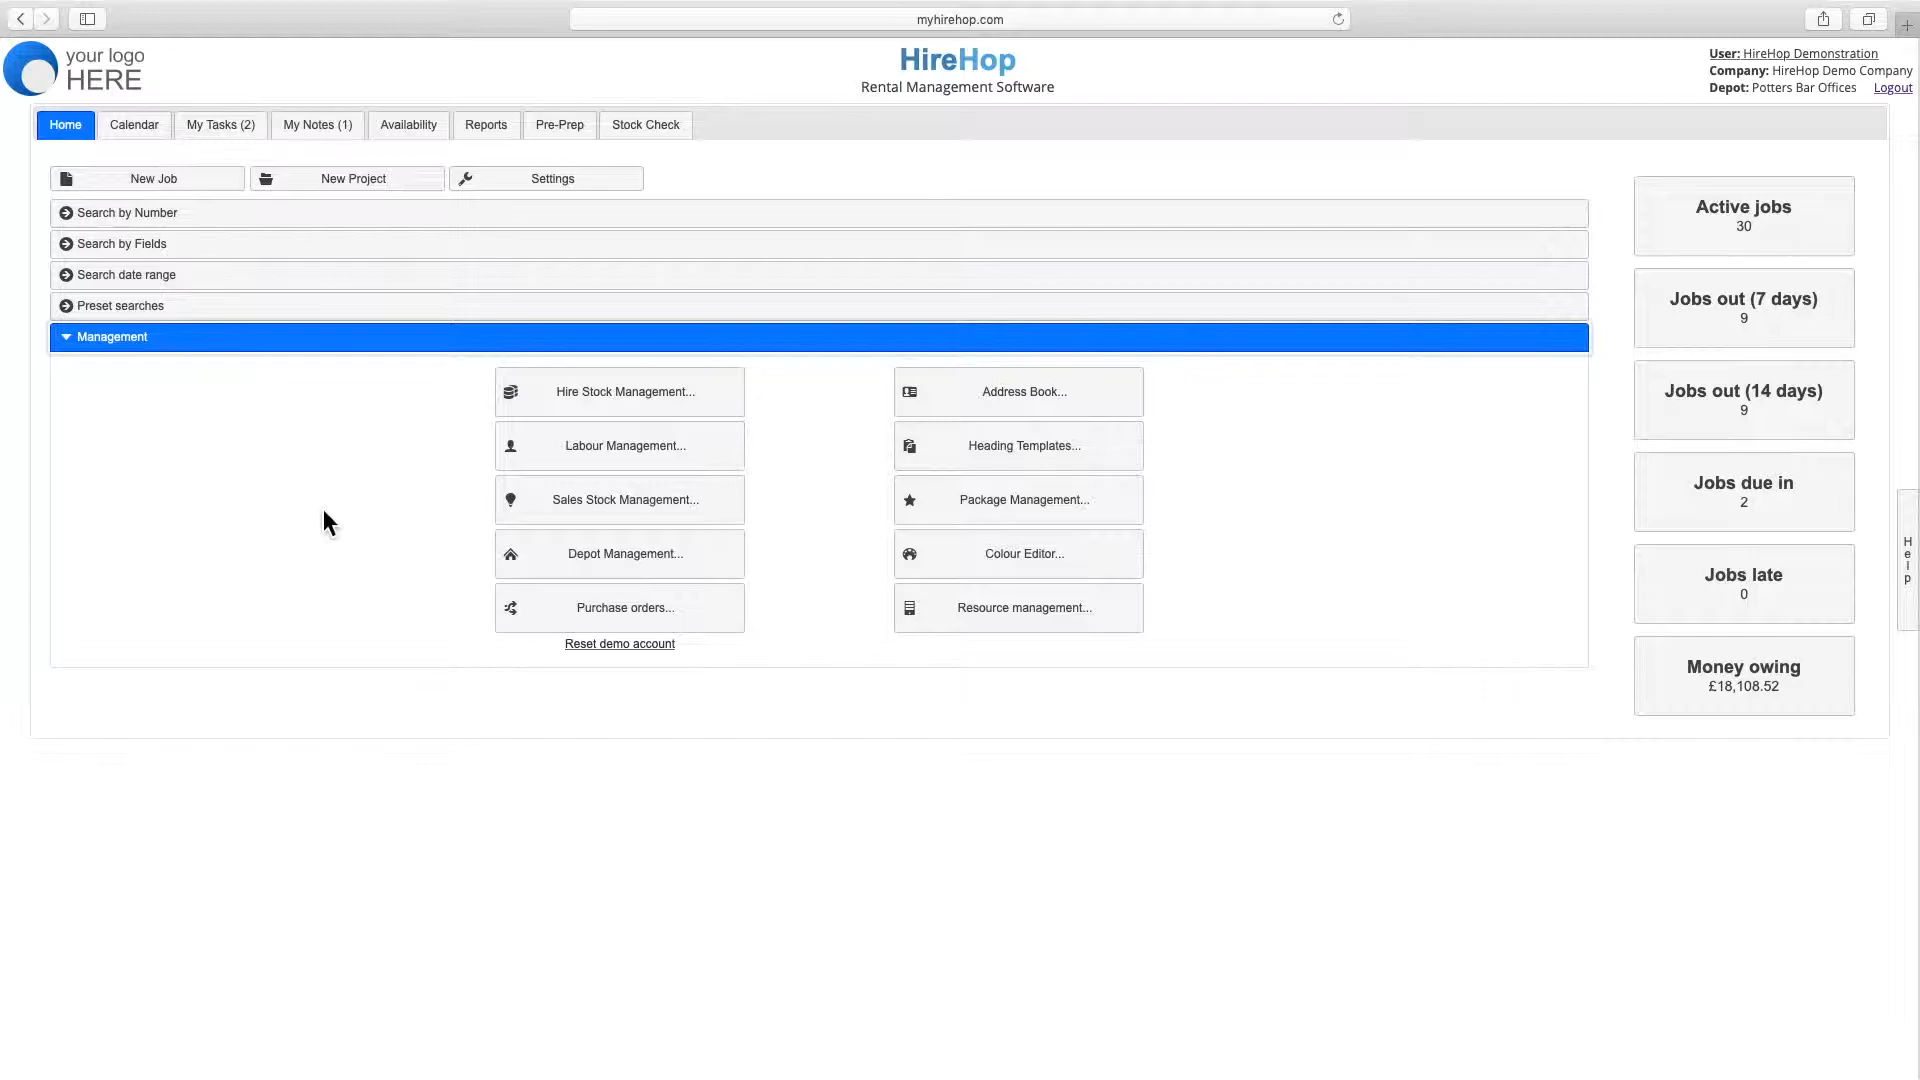 myhirehop.com
your logo
HERE
HireHop
Rental Management Software
User: HireHop Demonstration
Company: HireHop Demo Company
Depot: Potters Bar Offices Logout
Home Calendar My Tasks (2) My Notes (1) Availability Reports Pre-Prep Stock Check
New Job New Project Settings
Search by Number
Search by Fields
Search date range
Preset searches
Management
Hire Stock Management... Address Book...
Labour Management... Heading Templates...
Sales Stock Management... Package Management...
Depot Management... Colour Editor...
Purchase orders... Resource management...
Reset demo account
Active jobs
30
Jobs out (7 days)
9
Jobs out (14 days)
9
Jobs due in
2
Jobs late
0
Money owing
£18,108.52
Help